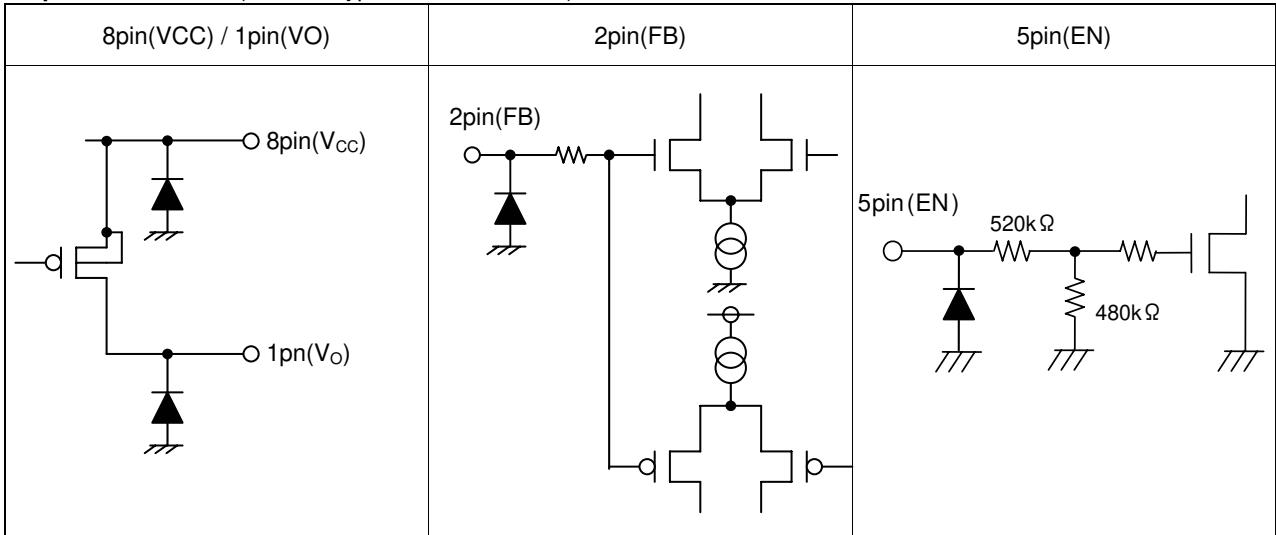 8pin(VCC) / 1pin(VO)
2pin(FB)
5pin(EN)
8pin(VCC)
1pn(VO)
2pin(FB)
5pin(EN)
520kΩ
480kΩ